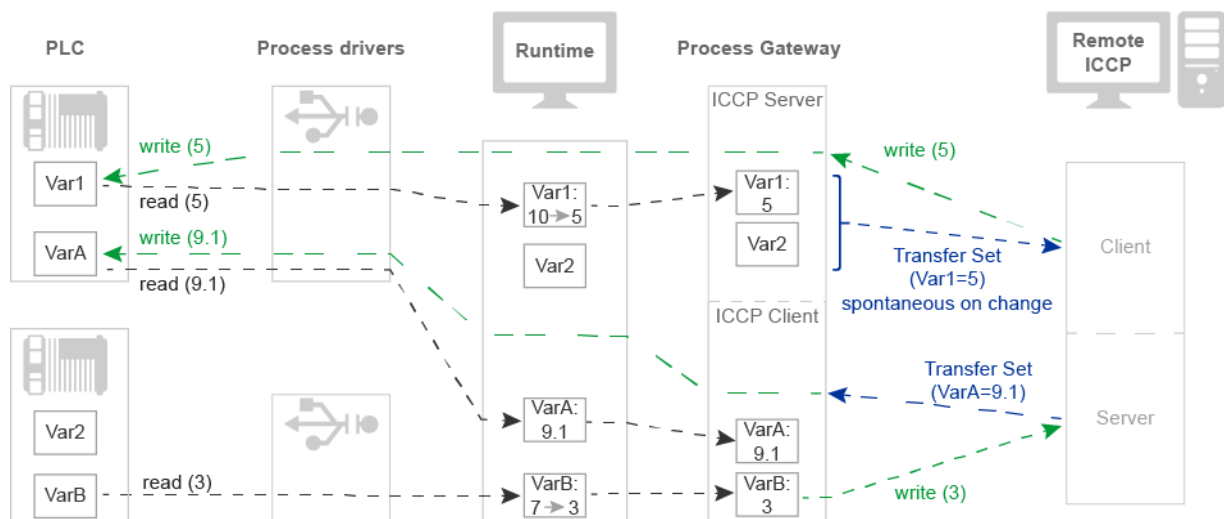 PLC
Process drivers
Runtime
Process Gateway
Remote
ICCP
ICCP Server
write (5)
write (5)
Var1
read (5)
Var1:
10→5
Var1:
5
VarA
write (9.1)
read (9.1)
Var2
Var2
Transfer Set
(Var1=5)
spontaneous on change
Client
ICCP Client
Transfer Set
(VarA=9.1)
Var2
VarA:
9.1
VarA:
9.1
Server
VarB
read (3)
VarB:
7→3
VarB:
3
write (3)